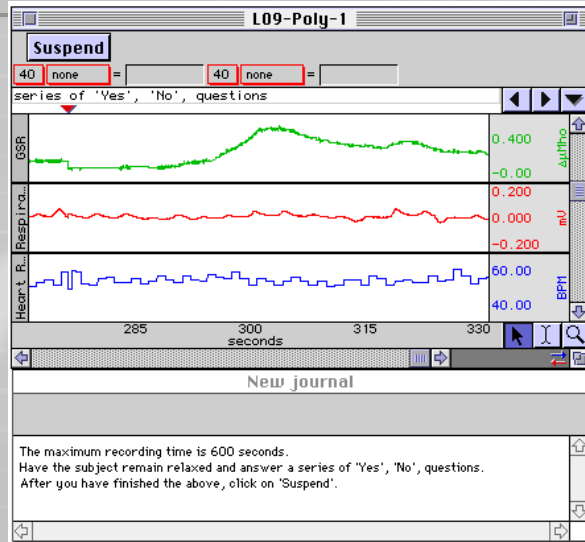 L09-Poly-1
Suspend
40 none = 40 none =
series of 'Yes', 'No', questions
GSR
0.400
-0.00
ΔµMho
Respira...
0.200
0.000
-0.200
mV
Heart R...
60.00
40.00
BPM
285 300 315 330
seconds
New journal
The maximum recording time is 600 seconds.
Have the subject remain relaxed and answer a series of 'Yes', 'No', questions.
After you have finished the above, click on 'Suspend'.